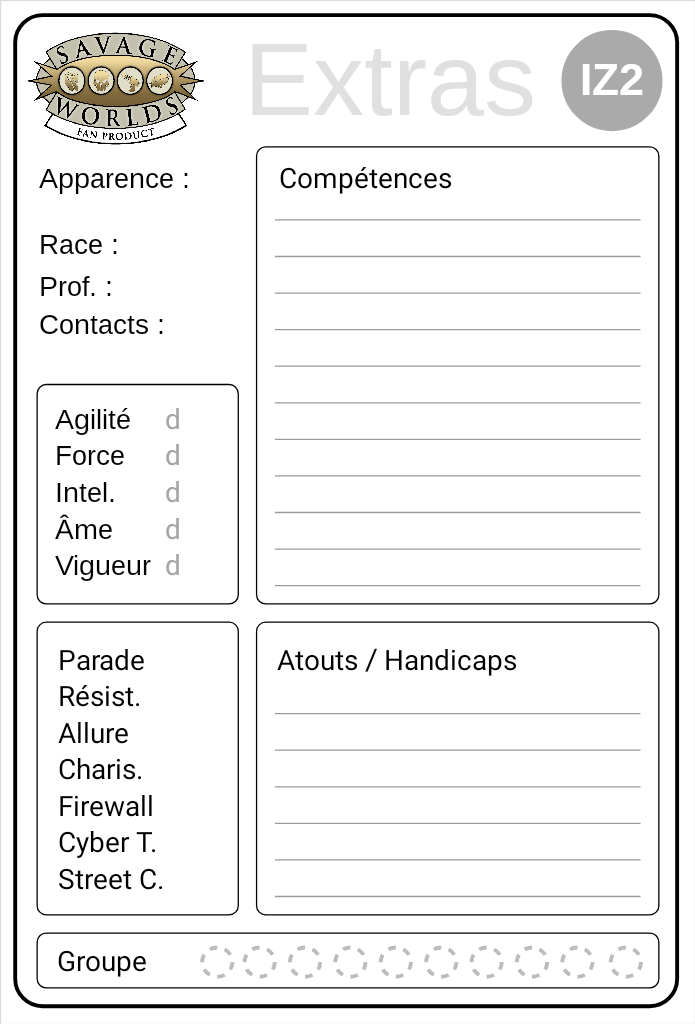 SAVAGE
WORLDS
FAN PRODUCT
Extras
IZ2
Apparence :
Race :
Prof. :
Contacts :
Compétences
Agilité d
Force d
Intel. d
Âme d
Vigueur d
Parade
Résist.
Allure
Charis.
Firewall
Cyber T.
Street C.
Atouts / Handicaps
Groupe